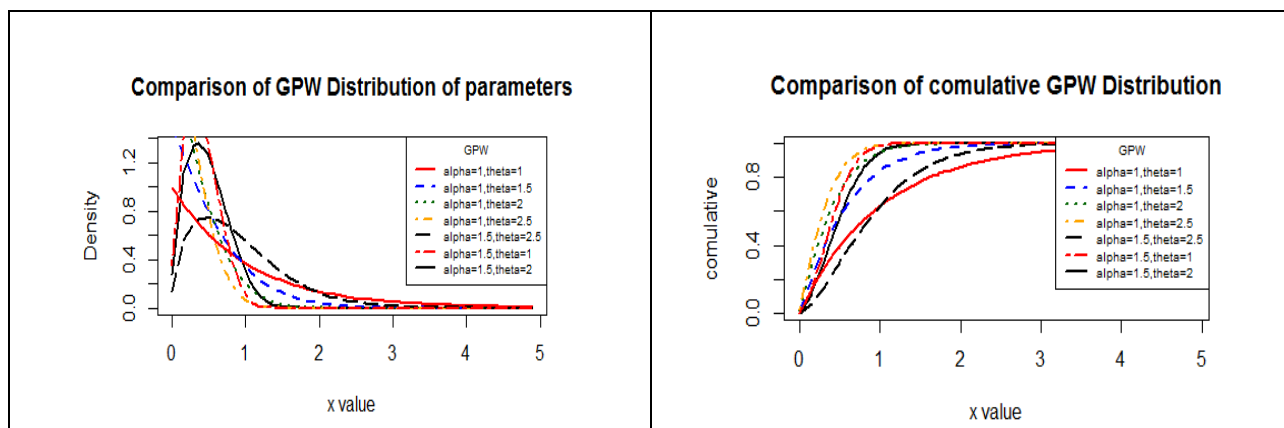 Comparison of GPW Distribution of parameters
Density
0.0 0.4 0.8 1.2
GPW
alpha=1,theta=1
alpha=1,theta=1.5
alpha=1,theta=2
alpha=1,theta=2.5
alpha=1.5,theta=2.5
alpha=1.5,theta=1
alpha=1.5,theta=2
0 1 2 3 4 5
x value
Comparison of comulative GPW Distribution
comulative
0.0 0.4 0.8
GPW
alpha=1,theta=1
alpha=1,theta=1.5
alpha=1,theta=2
alpha=1,theta=2.5
alpha=1.5,theta=2.5
alpha=1.5,theta=1
alpha=1.5,theta=2
0 1 2 3 4 5
x value